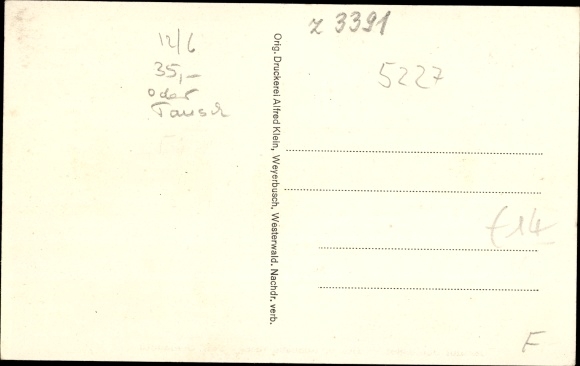 12/6
35,-
oder
Tausch
Orig. Druckerei Alfred Klein, Weyerbusch, Westerwald. Nachdr. verb.
z 3391
5227
€14
F